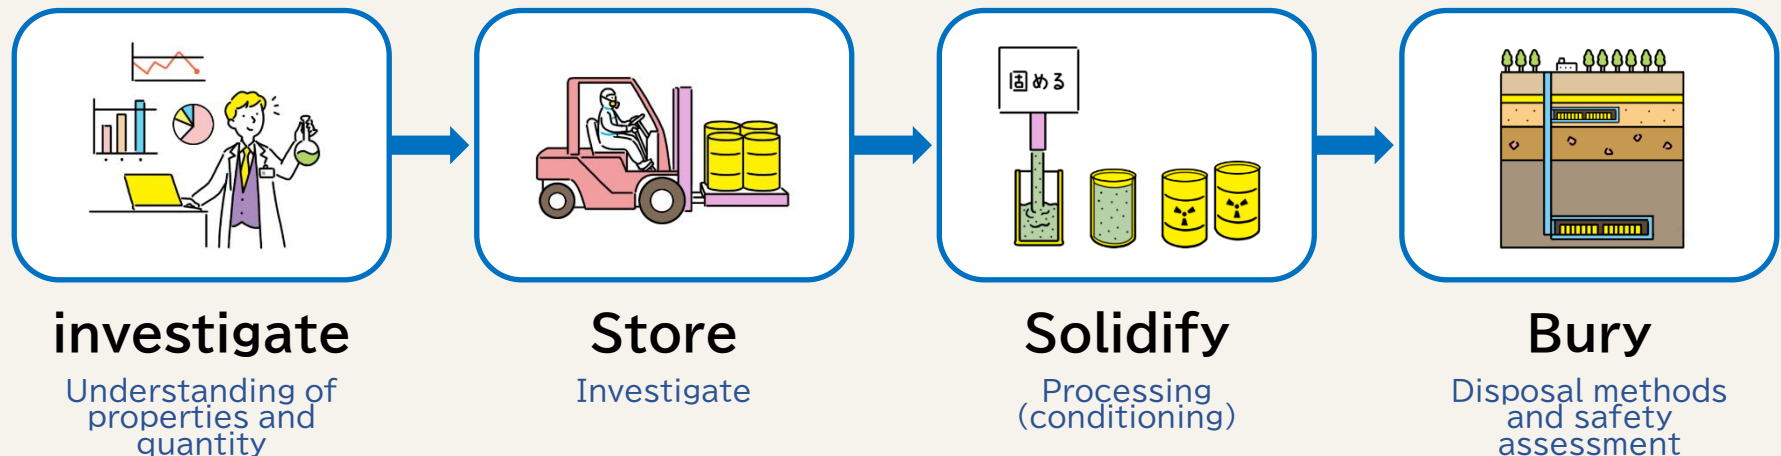 固める
investigate
Store
Solidify
Bury
Understanding of
properties and
quantity
Investigate
Processing
(conditioning)
Disposal methods
and safety
assessment